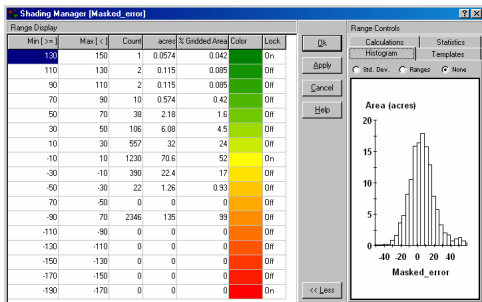 Shading Manager [Masked_error]
Range Display
Min [ >= ] Max [ < ] Count acres % Gridded Area Color Lock
130 150 1 0.0574 0.042 On
110 130 2 0.115 0.085 Off
90 110 2 0.115 0.085 Off
70 90 10 0.574 0.42 Off
50 70 38 2.18 1.6 Off
30 50 106 6.08 4.5 Off
10 30 557 32 24 Off
-10 10 1230 70.6 52 On
-30 -10 390 22.4 17 Off
-50 -30 22 1.26 0.93 Off
70 -50 0 0 0 Off
-90 70 2346 135 99 Off
-110 -90 0 0 0 Off
-130 -110 0 0 0 Off
-150 -130 0 0 0 Off
-170 -150 0 0 0 Off
-190 -170 0 0 0 On
Ok
Apply
Cancel
Help
<< Less
Range Controls
Calculations Statistics
Histogram Templates
Std. Dev. Ranges None
Area (acres)
20
15
10
5
0
-40 -20 0 20 40
Masked_error